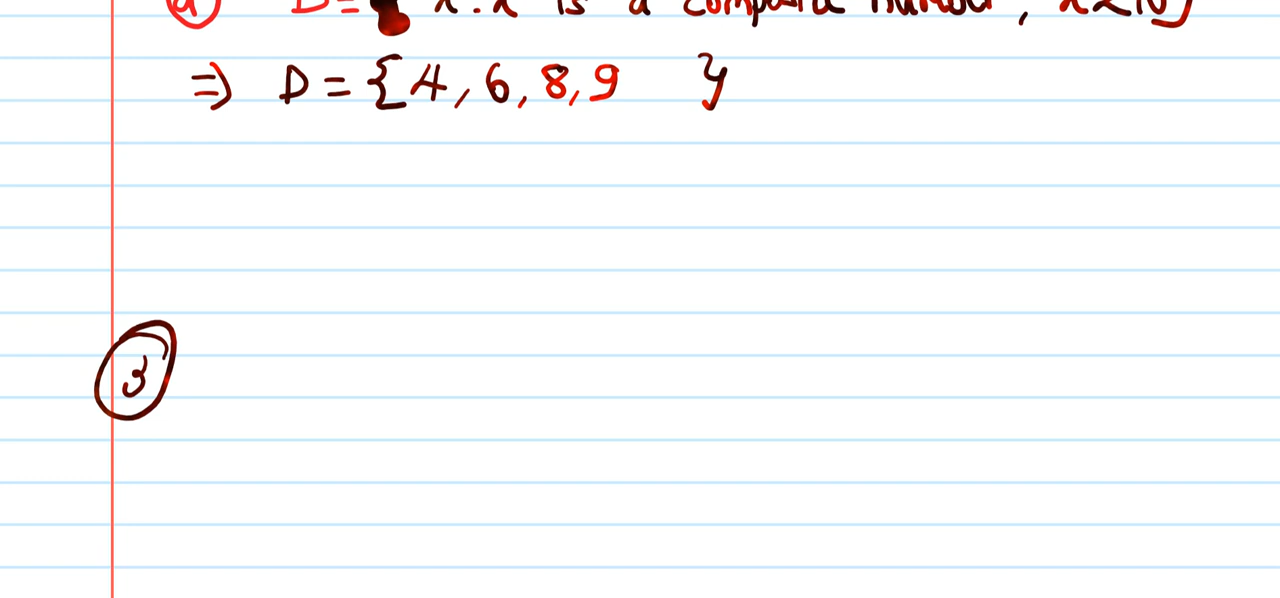 (d) D = { x : x is a composite number, x < 10}
⇒ D = {4, 6, 8, 9 }
(3)